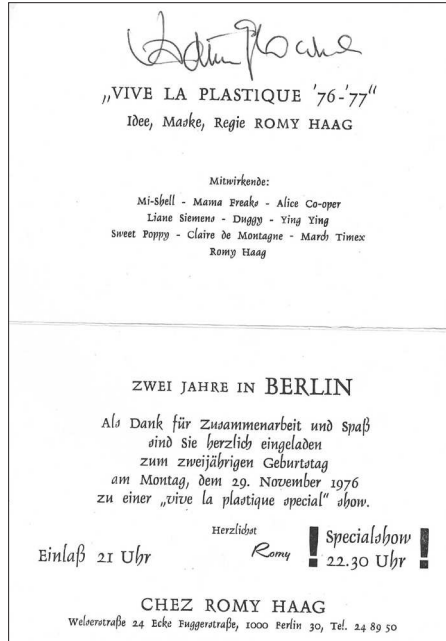 „VIVE LA PLASTIQUE '76-'77“
Idee, Maske, Regie ROMY HAAG
Mitwirkende:
Mi-Shell - Mama Freaks - Alice Co-oper
Liane Siemens - Duggy - Ying Ying
Sweet Poppy - Claire de Montagne - March Timex
Romy Haag
ZWEI JAHRE IN BERLIN
Als Dank für Zusammenarbeit und Spaß
sind Sie herzlich eingeladen
zum zweijährigen Geburtstag
am Montag, dem 29. November 1976
zu einer „vive la plastique special“ show.
Herzlichst
Romy
Einlaß 21 Uhr
! Specialshow !
22.30 Uhr
CHEZ ROMY HAAG
Welserstraße 24 Ecke Fuggerstraße, 1000 Berlin 30, Tel. 24 89 50